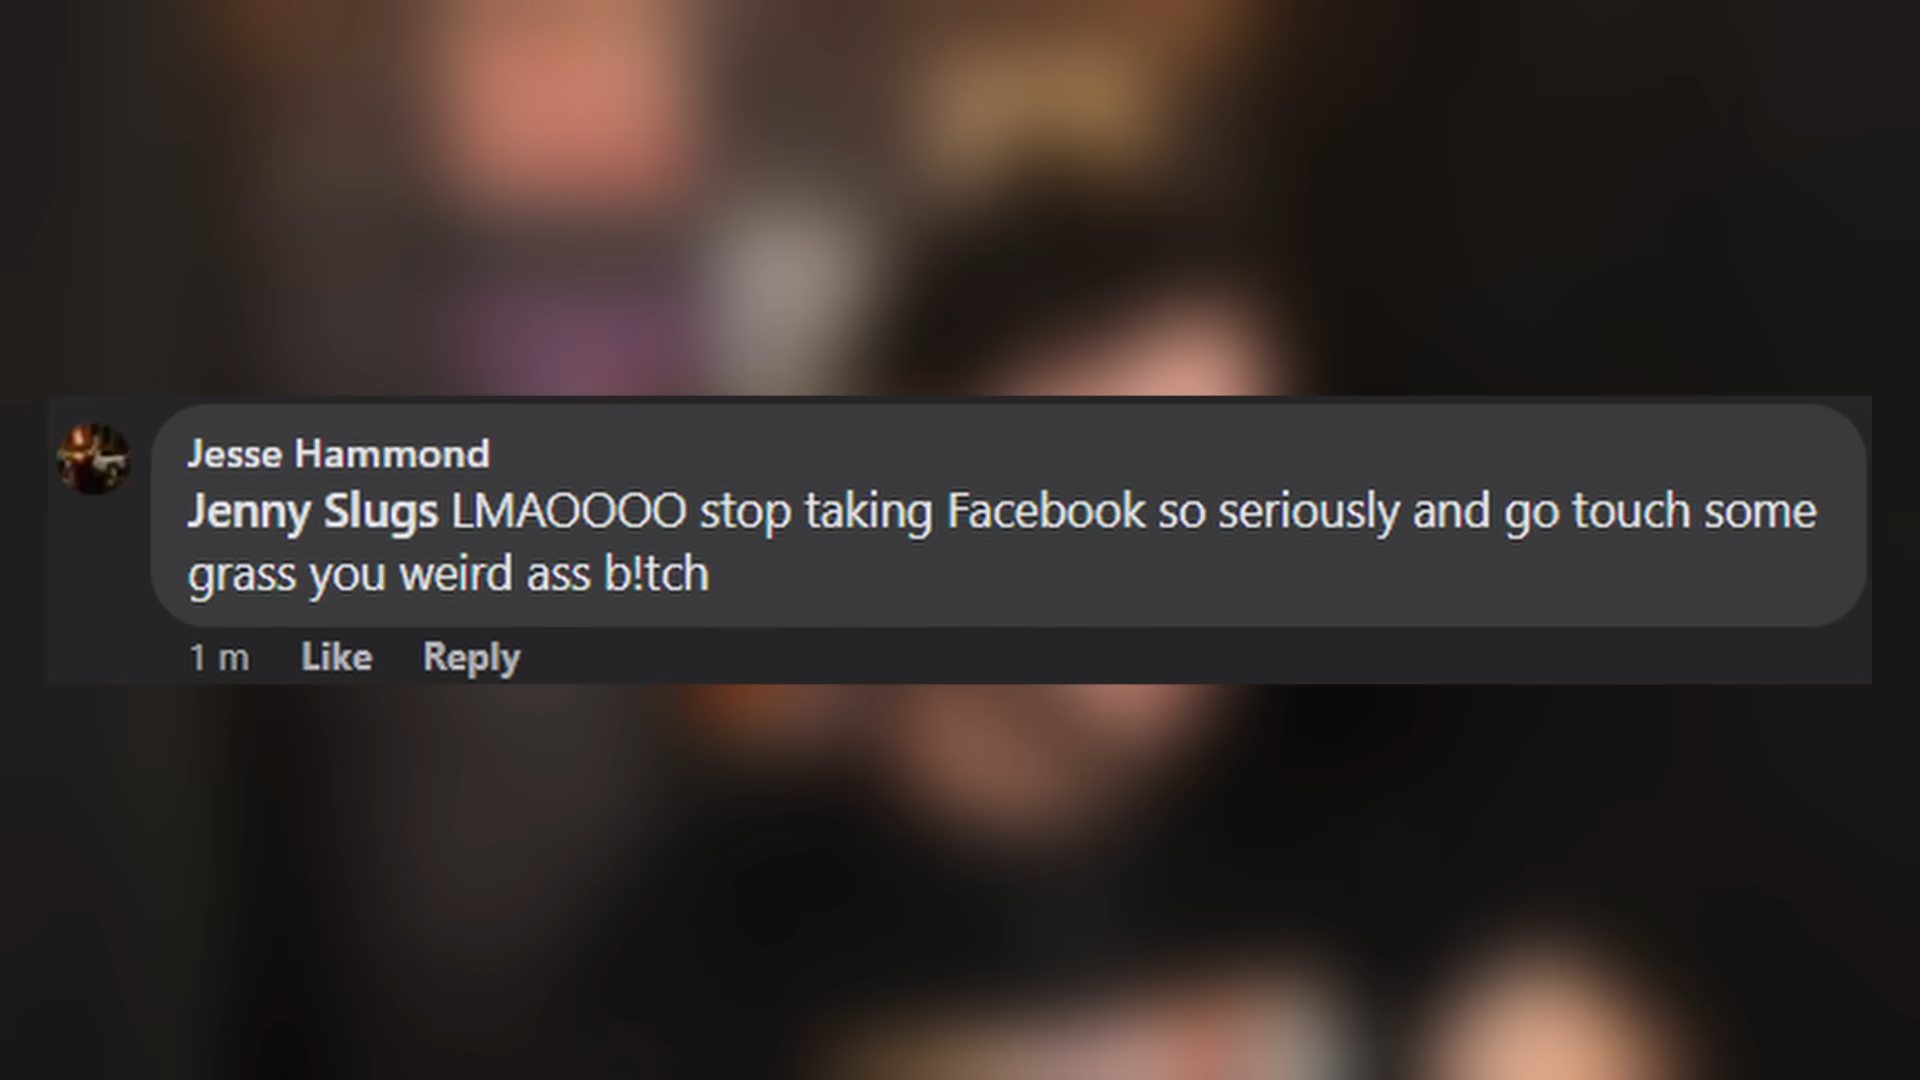 Jesse Hammond
Jenny Slugs LMAOOOO stop taking Facebook so seriously and go touch some
grass you weird ass b!tch
1 m Like Reply